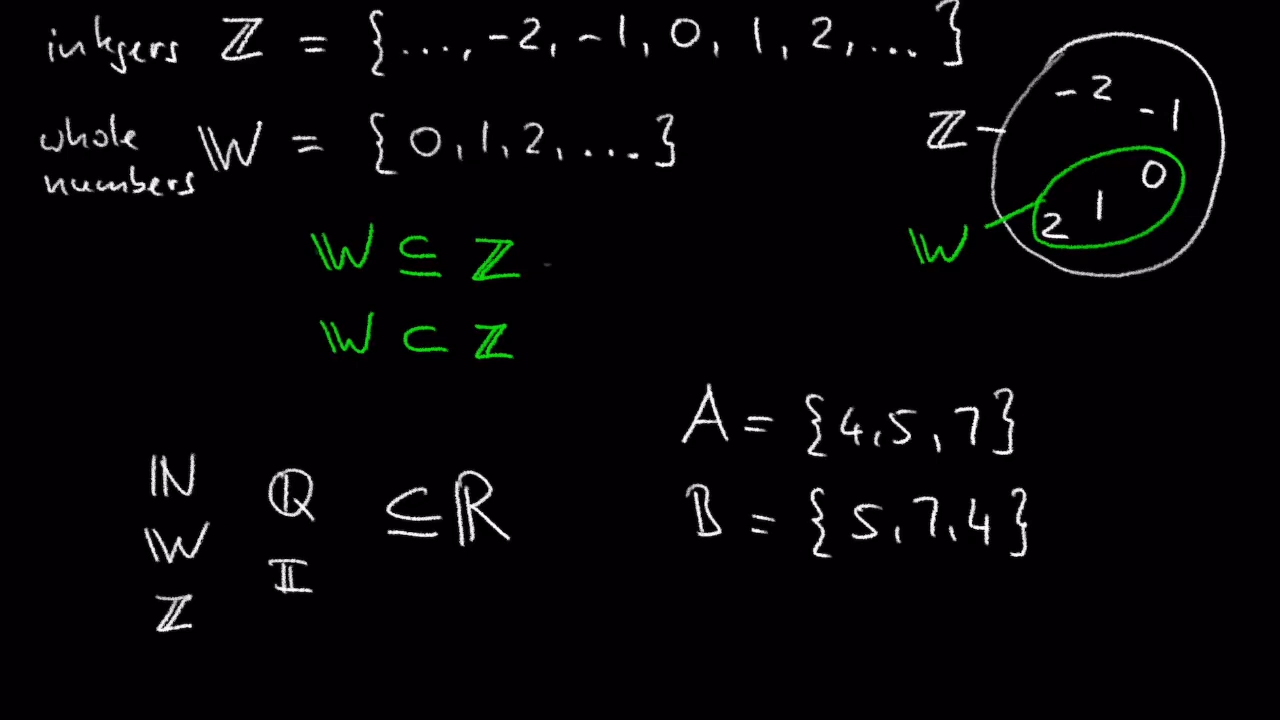 integers ℤ = {..., -2, -1, 0, 1, 2, ...}
whole numbers 𝕎 = {0, 1, 2, ...}
ℤ
-2 -1
0
1
2
𝕎
𝕎 ⊆ ℤ
𝕎 ⊂ ℤ
A = {4, 5, 7}
B = {5, 7, 4}
ℕ ℚ ⊆ ℝ
𝕎 𝕀
ℤ